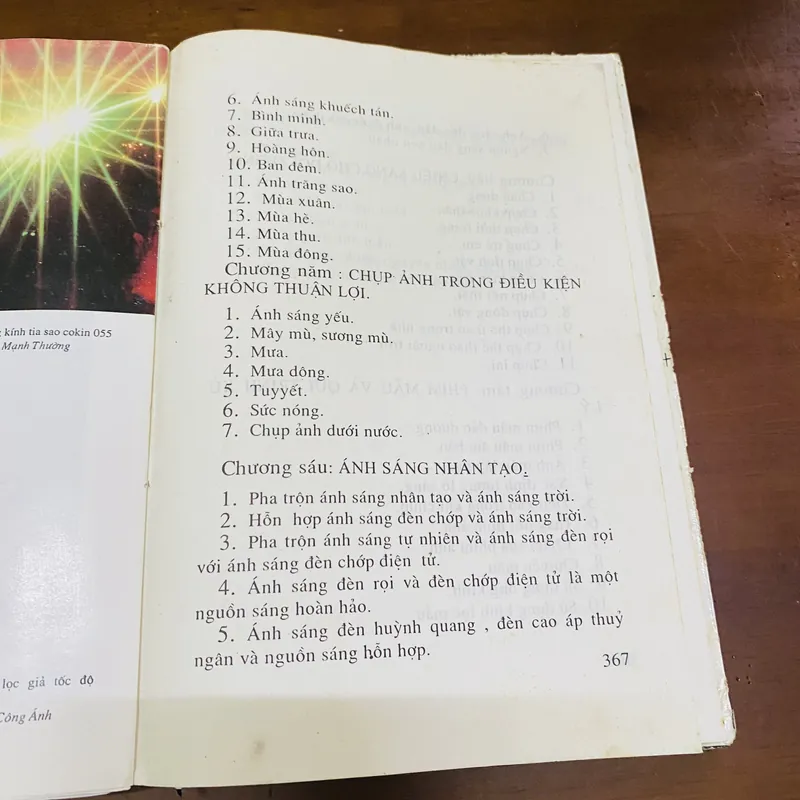 kính tia sao cokin 055
Mạnh Thường
lọc giả tốc độ
Công Ánh
6. Ánh sáng khuếch tán.
7. Bình minh.
8. Giữa trưa.
9. Hoàng hôn.
10. Ban đêm.
11. Ánh trăng sao.
12. Mùa xuân.
13. Mùa hè.
14. Mùa thu.
15. Mùa đông.
Chương năm : CHỤP ẢNH TRONG ĐIỀU KIỆN
KHÔNG THUẬN LỢI.
1. Ánh sáng yếu.
2. Mây mù, sương mù.
3. Mưa.
4. Mưa dông.
5. Tuyyết.
6. Sức nóng.
7. Chụp ảnh dưới nước.
Chương sáu: ÁNH SÁNG NHÂN TẠO.
1. Pha trộn ánh sáng nhân tạo và ánh sáng trời.
2. Hỗn hợp ánh sáng đèn chớp và ánh sáng trời.
3. Pha trộn ánh sáng tự nhiên và ánh sáng đèn rọi
với ánh sáng đèn chớp điện tử.
4. Ánh sáng đèn rọi và đèn chớp điện tử là một
nguồn sáng hoàn hảo.
5. Ánh sáng đèn huỳnh quang , đèn cao áp thuỷ
ngân và nguồn sáng hỗn hợp.
367